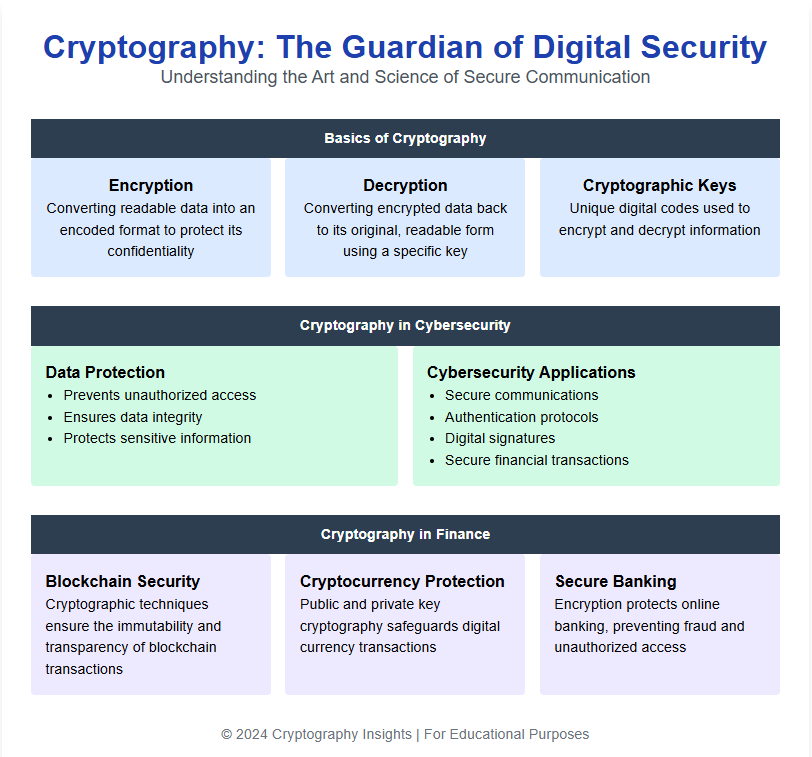 Cryptography: The Guardian of Digital Security
Understanding the Art and Science of Secure Communication
Basics of Cryptography
Encryption
Converting readable data into an
encoded format to protect its
confidentiality
Decryption
Converting encrypted data back
to its original, readable form
using a specific key
Cryptographic Keys
Unique digital codes used to
encrypt and decrypt information
Cryptography in Cybersecurity
Data Protection
• Prevents unauthorized access
• Ensures data integrity
• Protects sensitive information
Cybersecurity Applications
• Secure communications
• Authentication protocols
• Digital signatures
• Secure financial transactions
Cryptography in Finance
Blockchain Security
Cryptographic techniques
ensure the immutability and
transparency of blockchain
transactions
Cryptocurrency Protection
Public and private key
cryptography safeguards digital
currency transactions
Secure Banking
Encryption protects online
banking, preventing fraud and
unauthorized access
© 2024 Cryptography Insights | For Educational Purposes